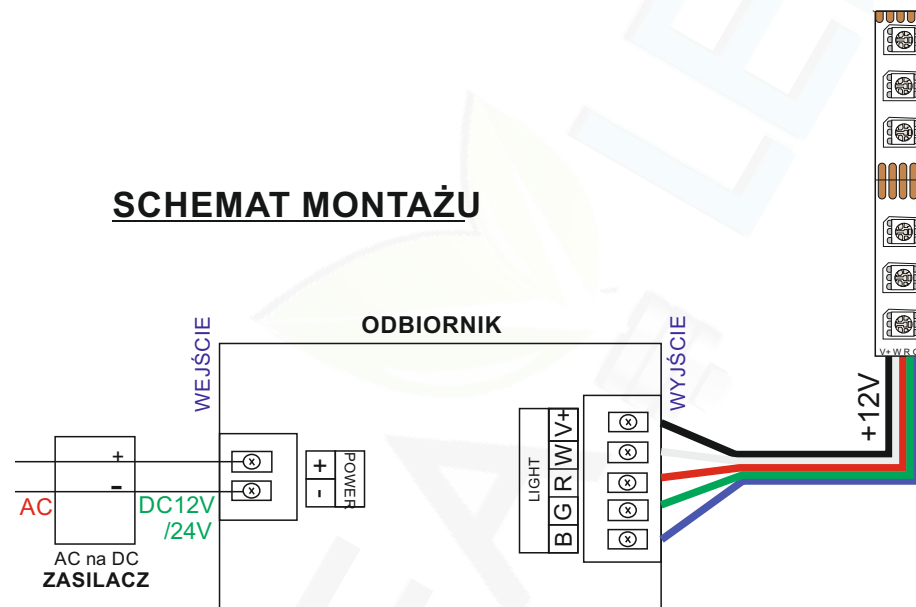 SCHEMAT MONTAŻU
ODBIORNIK
WEJŚCIE
WYJŚCIE
V+ W R
+12V
LIGHT
V+
W
R
G
B
+
-
POWER
+
-
AC
DC12V
/24V
AC na DC
ZASILACZ